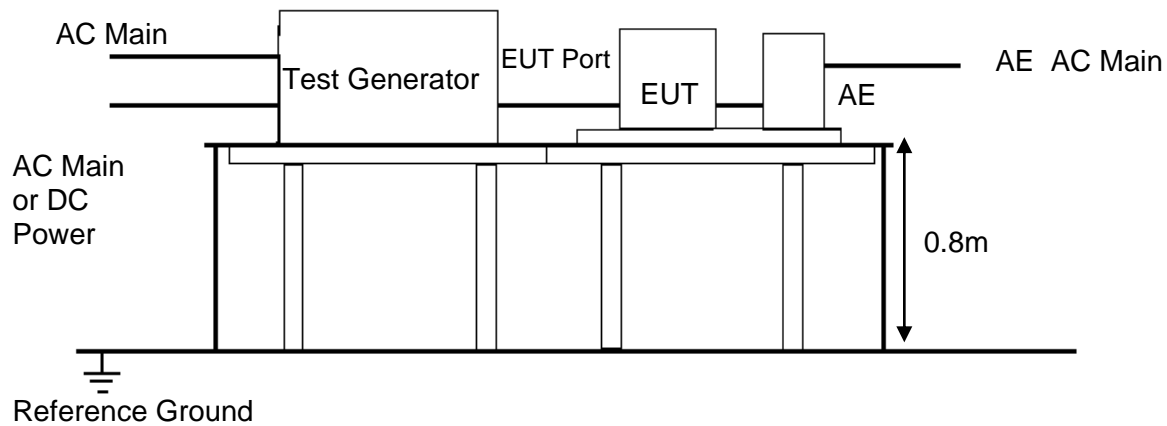 AC Main
Test Generator
EUT Port
EUT
AE
AE AC Main
AC Main
or DC
Power
0.8m
Reference Ground